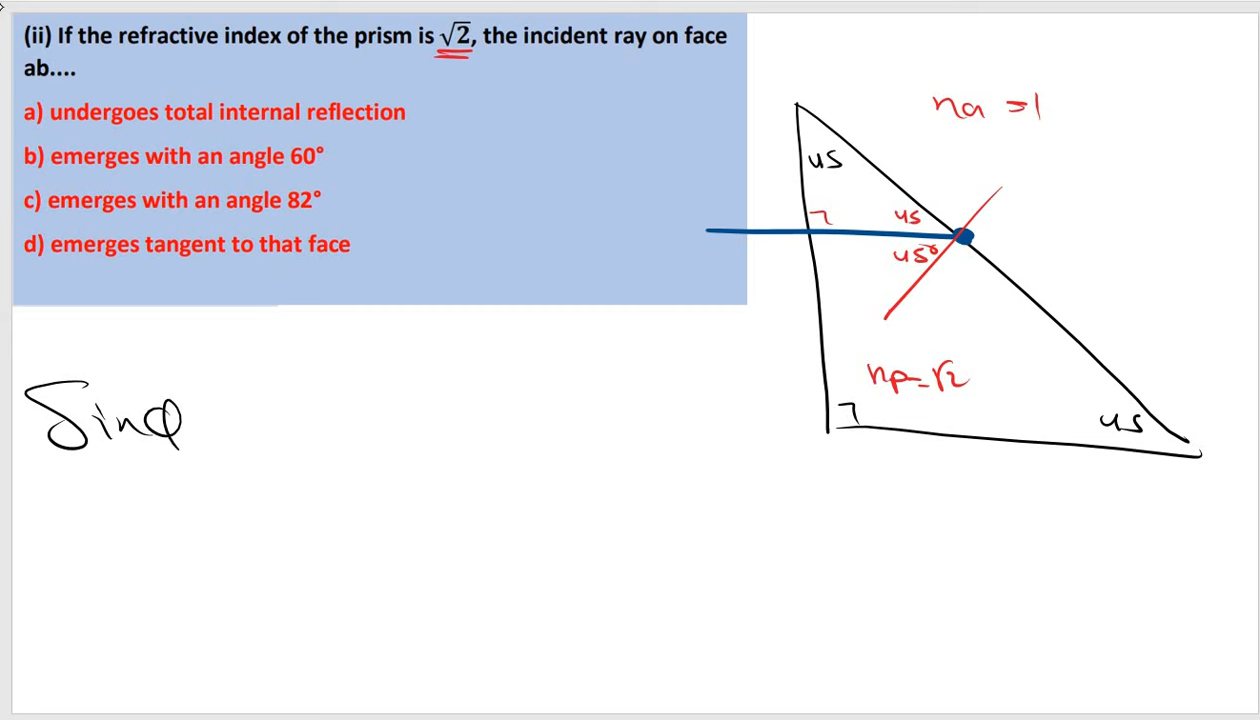 (ii) If the refractive index of the prism is √2, the incident ray on face
ab....
a) undergoes total internal reflection
b) emerges with an angle 60°
c) emerges with an angle 82°
d) emerges tangent to that face
na = 1
45
45
45°
np = √2
45
Sinφ